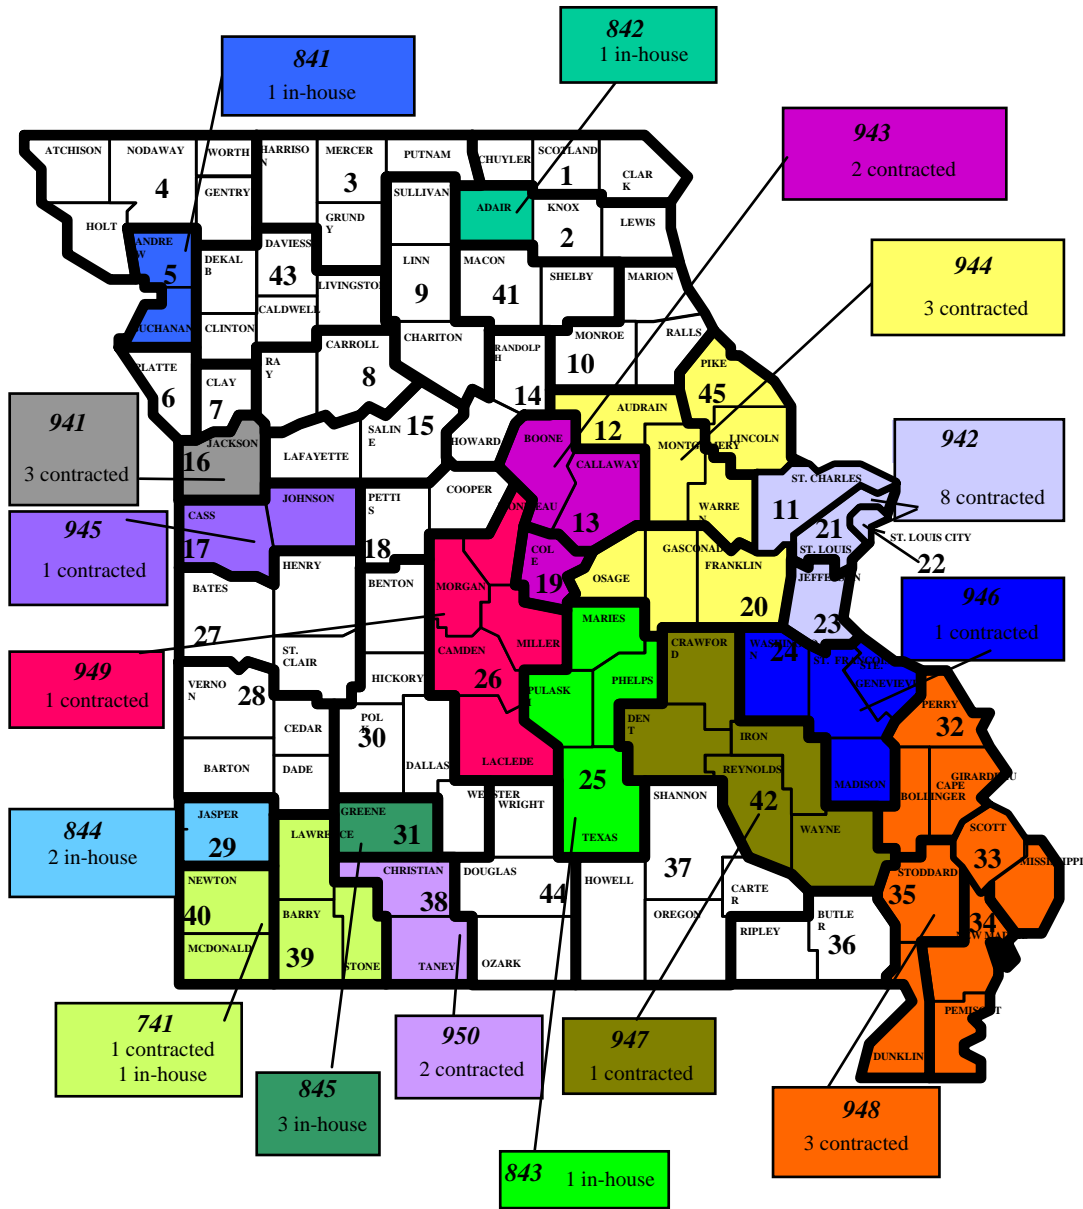 842
1 in-house
841
1 in-house
943
2 contracted
ATCHISON
NODAWAY
WORTH
HARRISO
N
MERCER
PUTNAM
SCHUYLER
SCOTLAND
CLAR
K
4
3
1
GENTRY
SULLIVAN
ADAIR
KNOX
LEWIS
HOLT
GRUND
Y
2
ANDRE
W
DAVIESS
944
3 contracted
DEKAL
B
5
43
LINN
MACON
SHELBY
MARION
LIVINGSTO
9
41
BUCHANAN
CLINTON
CALDWELL
CARROLL
CHARITON
RANDOLP
H
MONROE
RALLS
PLATTE
RA
Y
10
PIKE
6
CLAY
8
45
7
14
941
3 contracted
AUDRAIN
15
SALIN
E
12
JACKSON
HOWARD
BOONE
MONTGOMERY
LINCOLN
942
8 contracted
16
LAFAYETTE
CALLAWAY
ST. CHARLES
COOPER
JOHNSON
PETTI
S
WARRE
N
11
945
1 contracted
CASS
13
21
ST. LOUIS CITY
17
18
COL
E
GASCONAD
ST. LOUIS
22
HENRY
FRANKLIN
BATES
BENTON
MORGAN
19
OSAGE
JEFFERSON
946
1 contracted
20
MARIES
23
27
MILLER
CRAWFOR
D
WASHIN
N
24
ST. FRANCOI
STE.
GENEVIEVE
ST.
CLAIR
CAMDEN
949
1 contracted
HICKORY
26
PULASK
I
PHELPS
VERNO
N
28
PERRY
POL
K
DEN
T
32
CEDAR
30
IRON
LACLEDE
BARTON
DADE
DALLAS
REYNOLDS
CAPE
GIRARDEAU
25
MADISON
BOLLINGER
WEBSTER
WRIGHT
SHANNON
42
844
2 in-house
JASPER
GREENE
LAWRENCE
31
TEXAS
WAYNE
SCOTT
29
33
MISSISSIPPI
CHRISTIAN
DOUGLAS
HOWELL
37
STODDARD
NEWTON
38
44
CARTE
R
35
40
BARRY
OREGON
BUTLE
R
34
RIPLEY
36
MCDONALD
39
STONE
TANEY
OZARK
741
1 contracted
1 in-house
PEMISCOT
950
2 contracted
947
1 contracted
DUNKLIN
845
3 in-house
948
3 contracted
843 1 in-house